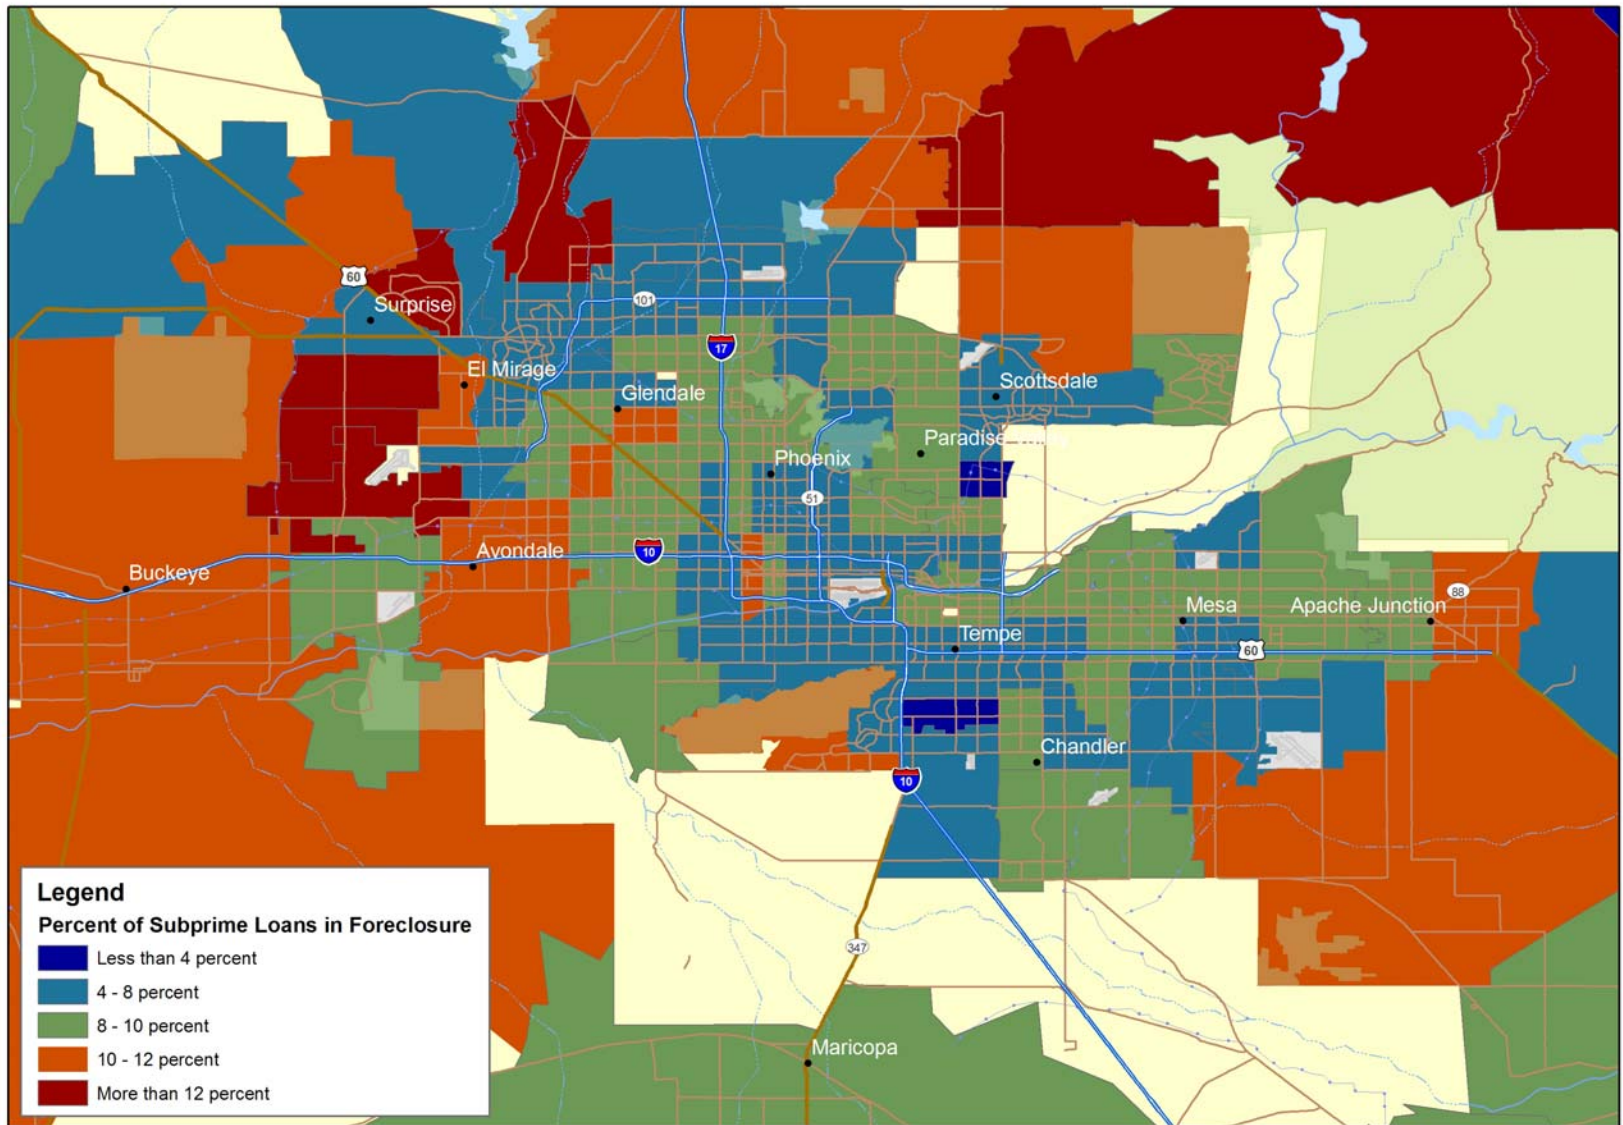 60
Surprise
101
17
El Mirage
Scottsdale
Glendale
Paradise Valley
Phoenix
51
10
Avondale
Buckeye
88
Mesa
Apache Junction
Tempe
60
Chandler
10
347
Maricopa
Legend
Percent of Subprime Loans in Foreclosure
Less than 4 percent
4 - 8 percent
8 - 10 percent
10 - 12 percent
More than 12 percent